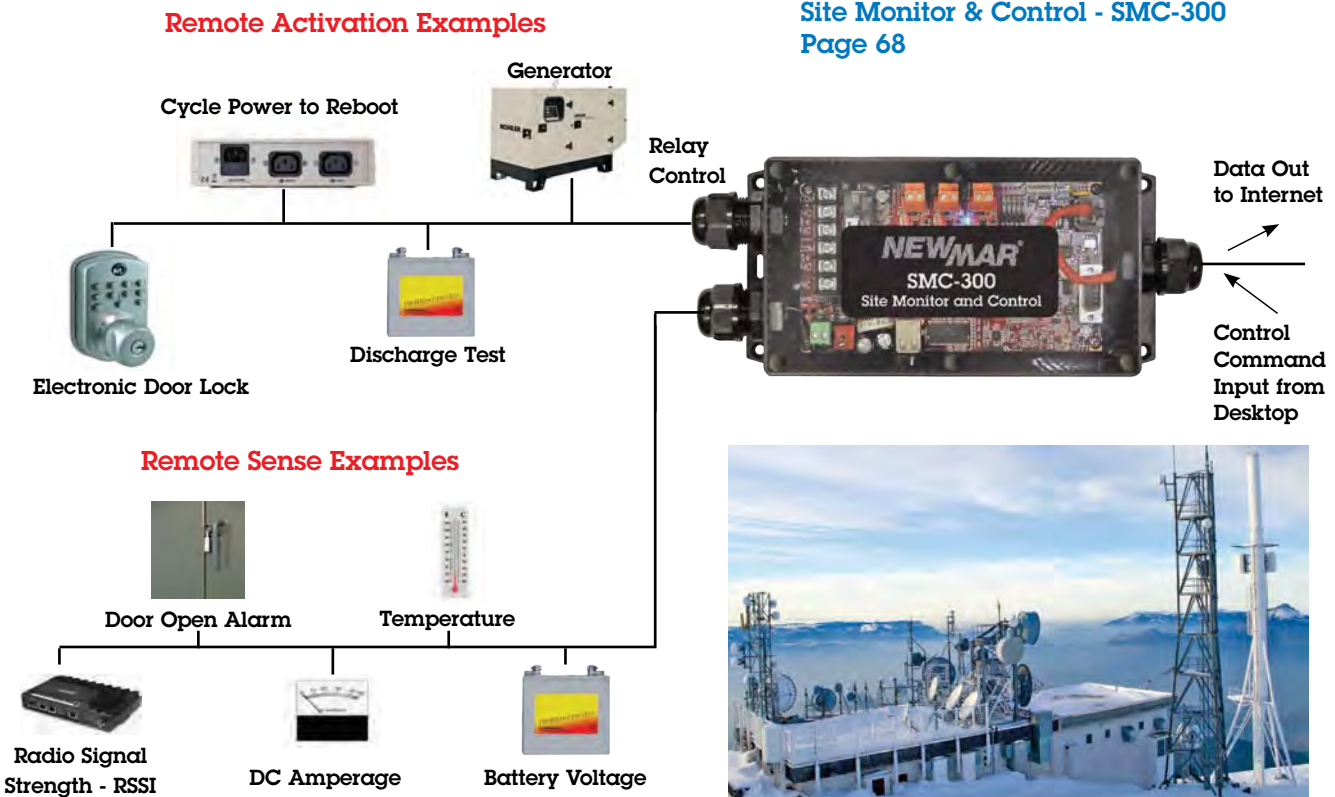 Remote Activation Examples
Site Monitor & Control - SMC-300
Page 68
Generator
Cycle Power to Reboot
Relay
Control
Data Out
to Internet
NEWMAR
SMC-300
Site Monitor and Control
KOHLER
Discharge Test
Electronic Door Lock
Control
Command
Input from
Desktop
Remote Sense Examples
Door Open Alarm
Temperature
Radio Signal
Strength - RSSI
DC Amperage
Battery Voltage